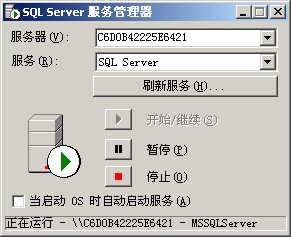 SQL Server 服务管理器
服务器(V): C6D0B42225E6421
服务(R): SQL Server
刷新服务(H)...
开始/继续(S)
暂停(P)
停止(O)
当启动 OS 时自动启动服务(A)
正在运行 - \\C6D0B42225E6421 - MSSQLServer